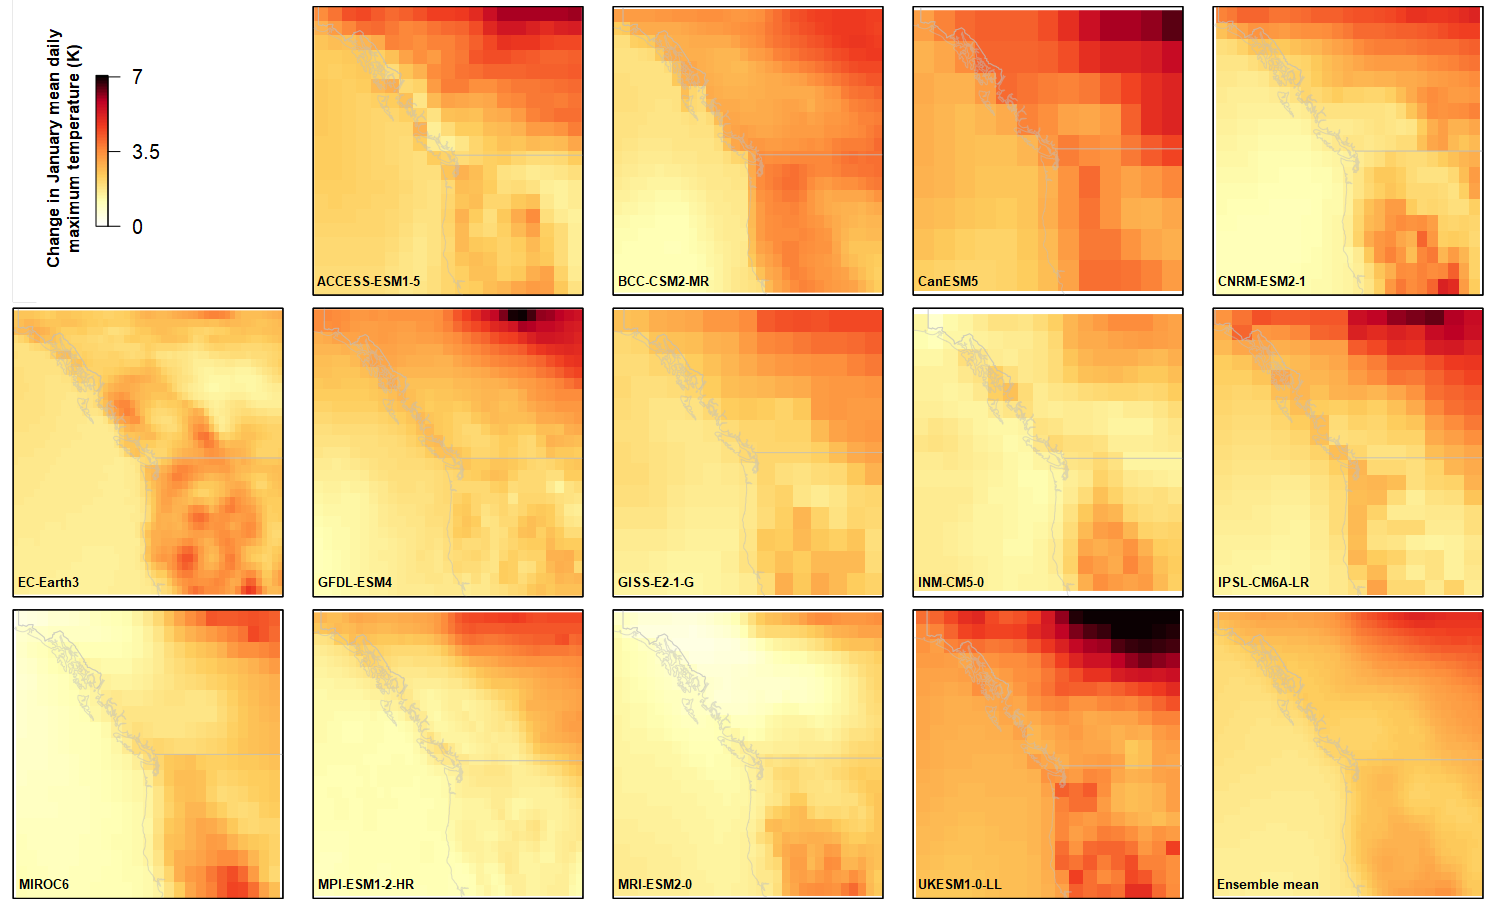 Change in January mean daily
maximum temperature (K)
7
3.5
0
ACCESS-ESM1-5
BCC-CSM2-MR
CanESM5
CNRM-ESM2-1
EC-Earth3
GFDL-ESM4
GISS-E2-1-G
INM-CM5-0
IPSL-CM6A-LR
MIROC6
MPI-ESM1-2-HR
MRI-ESM2-0
UKESM1-0-LL
Ensemble mean